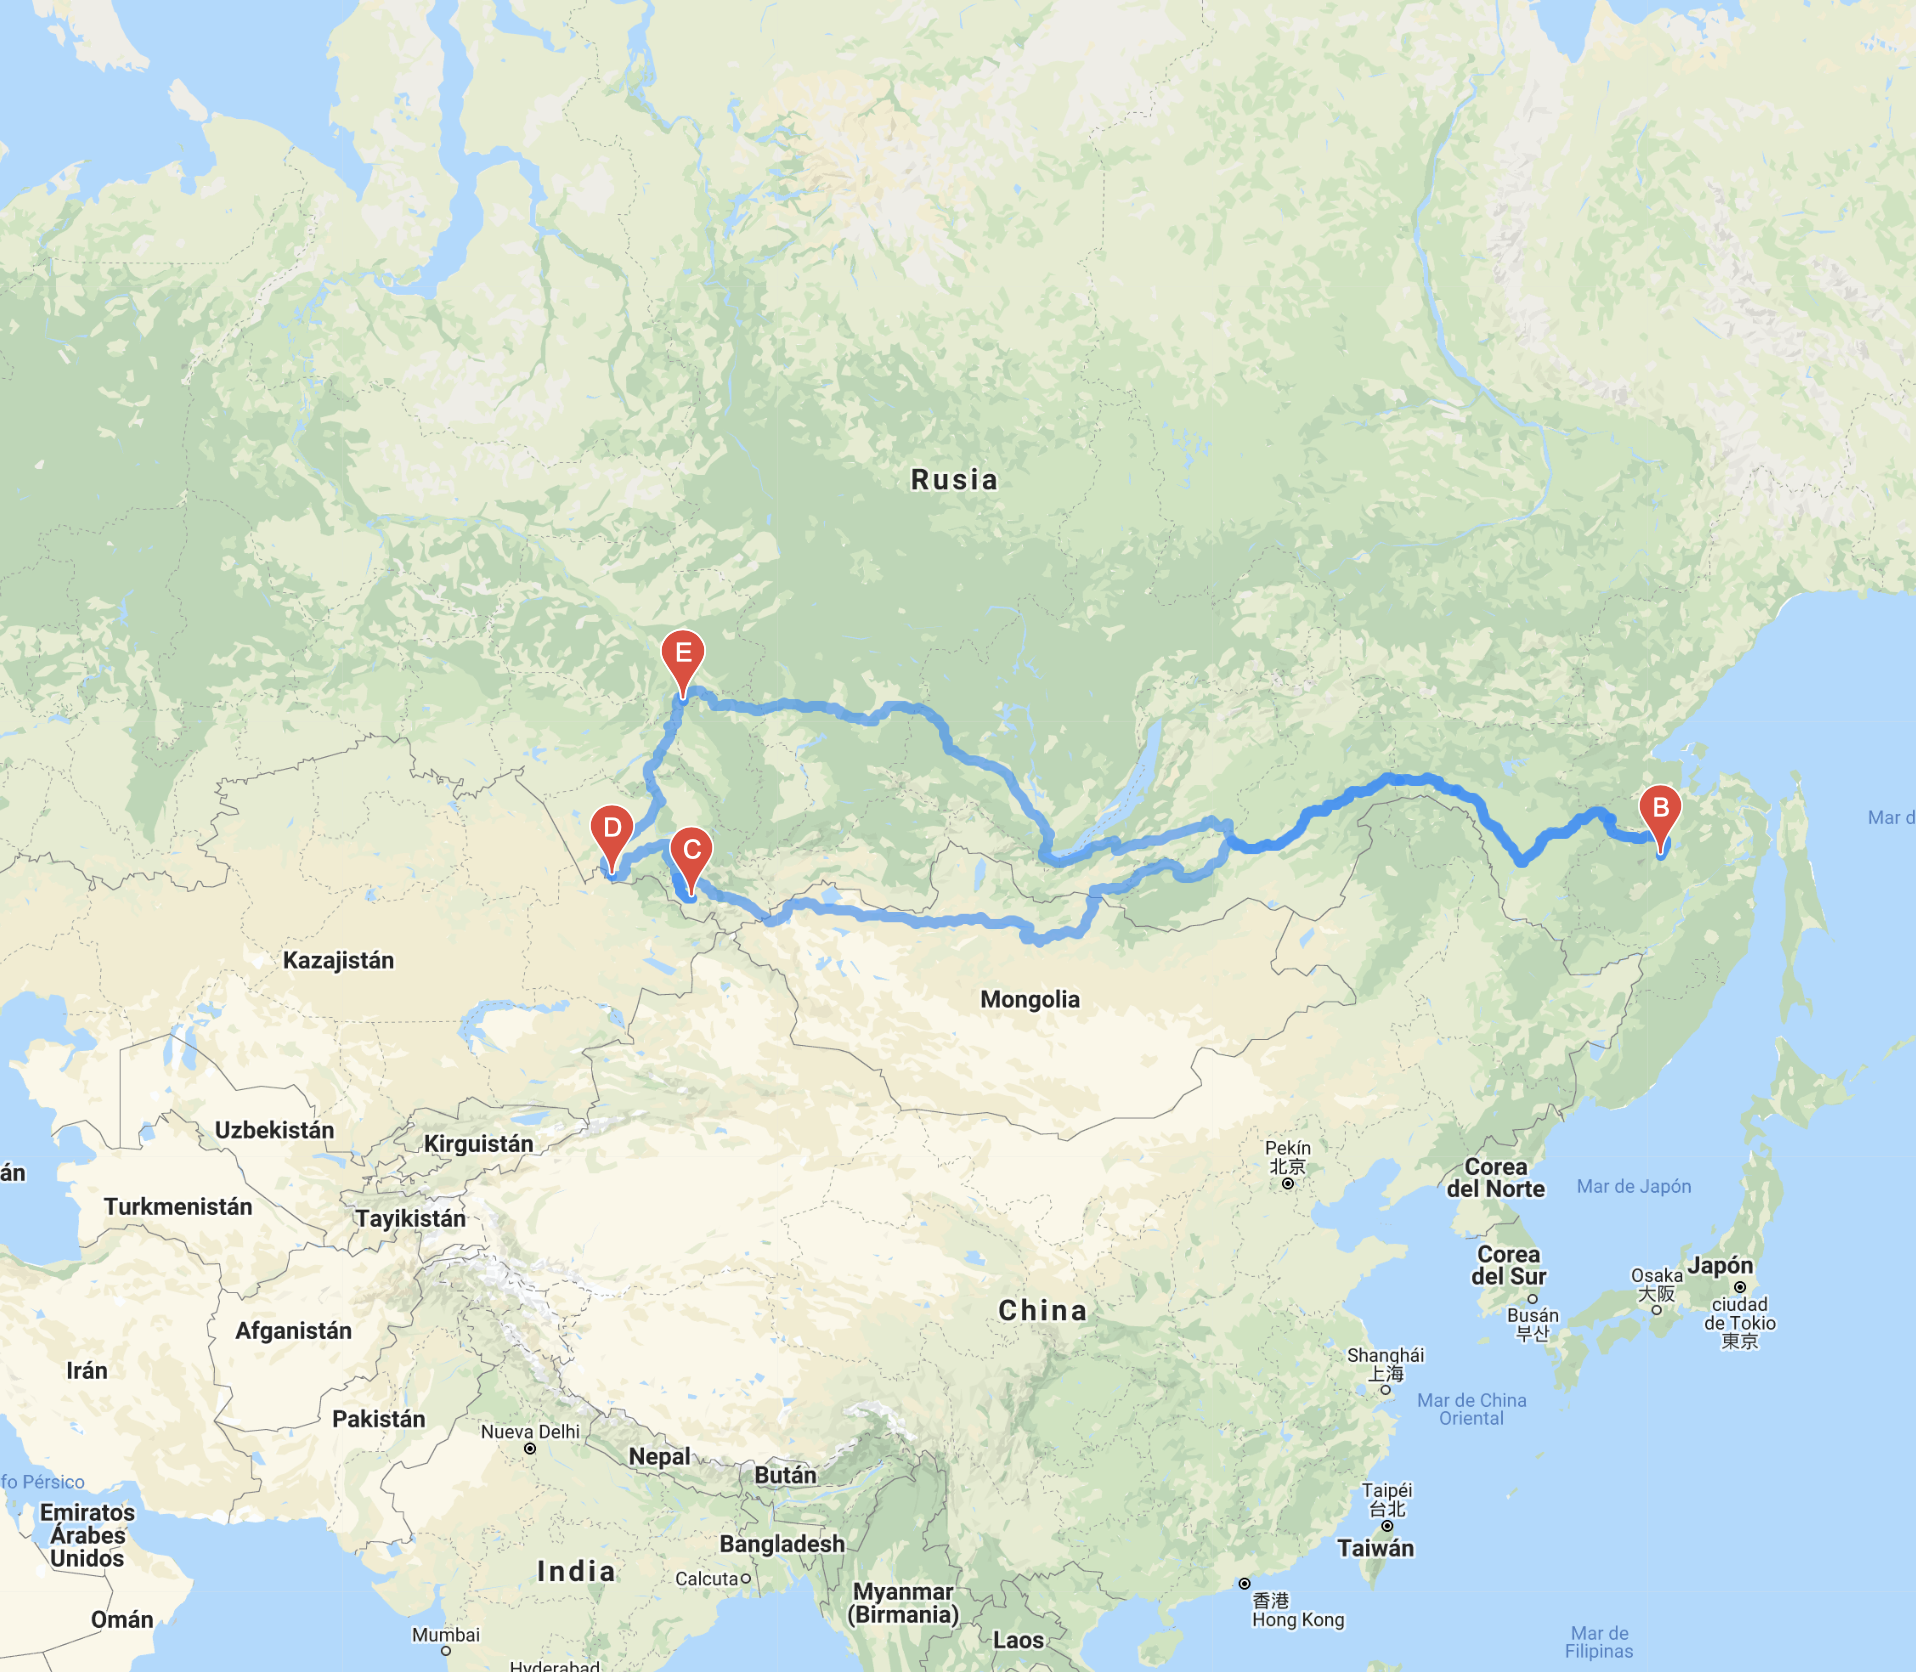 Rusia
E
B
Mar d
D
C
Kazajistán
Mongolia
Uzbekistán
Kirguistán
Pekín
北京
án
Corea
del Norte
Mar de Japón
Turkmenistán
Tayikistán
Corea
del Sur
Japón
Osaka
大阪
ciudad
de Tokio
東京
China
Busán
부산
Afganistán
Irán
Shanghái
上海
Mar de China
Oriental
Pakistán
Nueva Delhi
Nepal
Bután
fo Pérsico
Emiratos
Árabes
Unidos
Taipéi
台北
Taiwán
Bangladesh
India
Calcuta
Myanmar
(Birmania)
香港
Hong Kong
Omán
Mumbai
Laos
Mar de
Filipinas
Hyderabad